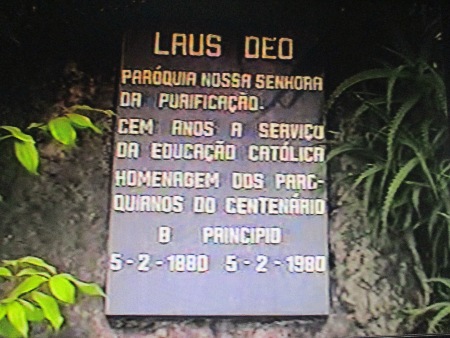 LAUS DEO
PARÓQUIA NOSSA SENHORA
DA PURIFICAÇÃO.
CEM ANOS A SERVIÇO
DA EDUCAÇÃO CATÓLICA
HOMENAGEM DOS PARO-
QUIANOS DO CENTENÁRIO
B PRINCIPIO
5-2-1880 5-2-1980